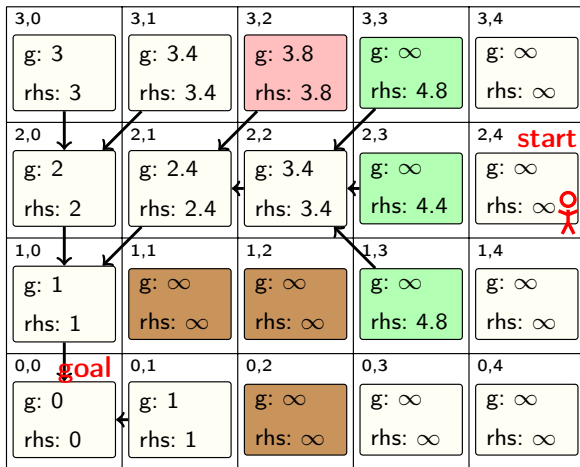 3,0 3,1 3,2 3,3 3,4
g: 3 g: 3.4 g: 3.8 g: ∞ g: ∞
rhs: 3 rhs: 3.4 rhs: 3.8 rhs: 4.8 rhs: ∞
2,0 2,1 2,2 2,3 2,4 start
g: 2 g: 2.4 g: 3.4 g: ∞ g: ∞
rhs: 2 rhs: 2.4 rhs: 3.4 rhs: 4.4 rhs: ∞
1,0 1,1 1,2 1,3 1,4
g: 1 g: ∞ g: ∞ g: ∞ g: ∞
rhs: 1 rhs: ∞ rhs: ∞ rhs: 4.8 rhs: ∞
0,0 goal 0,1 0,2 0,3 0,4
g: 0 g: 1 g: ∞ g: ∞ g: ∞
rhs: 0 rhs: 1 rhs: ∞ rhs: ∞ rhs: ∞